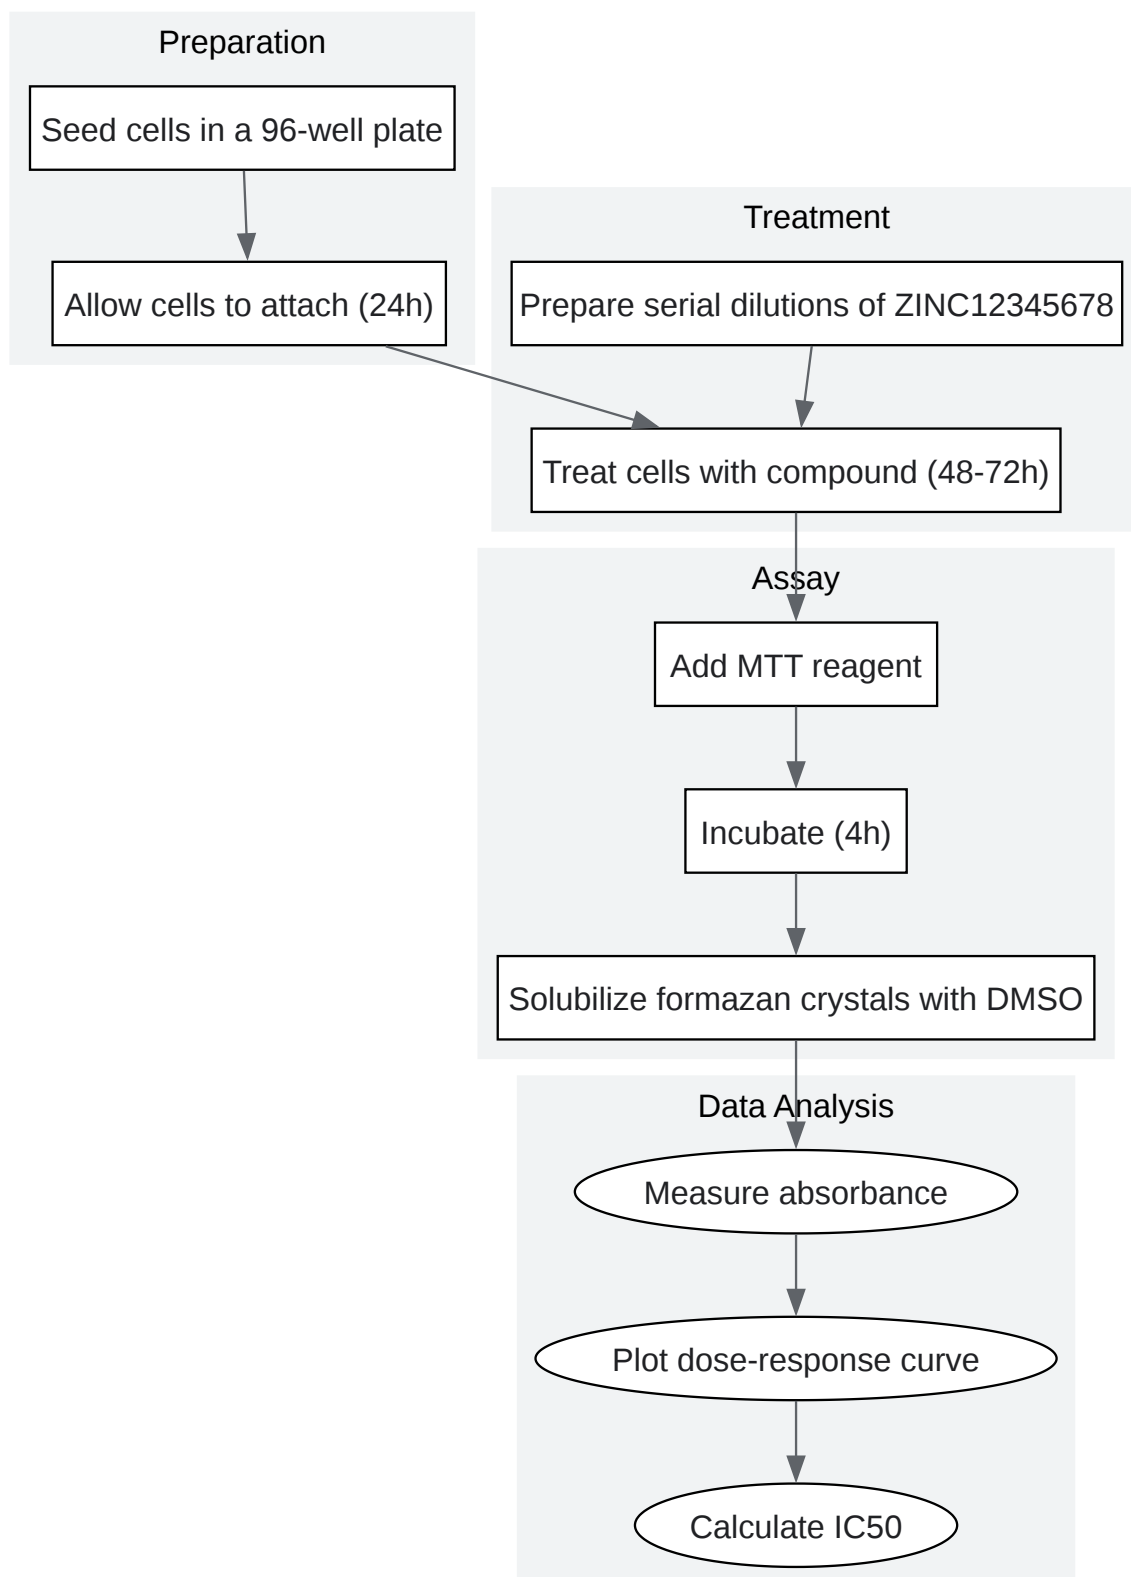 Preparation
Seed cells in a 96-well plate
Allow cells to attach (24h)
Treatment
Prepare serial dilutions of ZINC12345678
Treat cells with compound (48-72h)
Assay
Add MTT reagent
Incubate (4h)
Solubilize formazan crystals with DMSO
Data Analysis
Measure absorbance
Plot dose-response curve
Calculate IC50